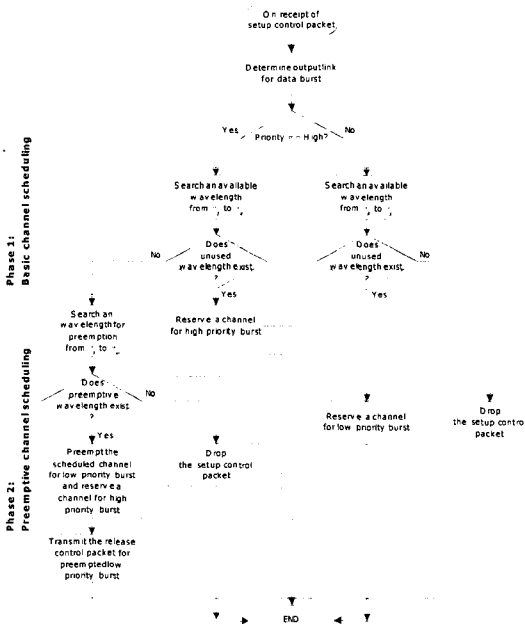 On receipt of
setup control packet
Determine outputlink
for data burst
Yes
Priority == High?
No
Search an available
wavelength
from to
Search an available
wavelength
from to
No
Does
unused
wavelength exist
?
Yes
Does
unused
wavelength exist
?
No
Yes
Phase 1:
Basic channel scheduling
Search an
wavelength for
preemption
from to
Reserve a channel
for high priority burst
Does
preemptive
wavelength exist
?
No
Yes
Phase 2:
Preemptive channel scheduling
Preempt the
scheduled channel
for low priority burst
and reserve a
channel for high
priority burst
Drop
the setup control
packet
Reserve a channel
for low priority burst
Drop
the setup control
packet
Transmit the release
control packet for
preempted low
priority burst
END